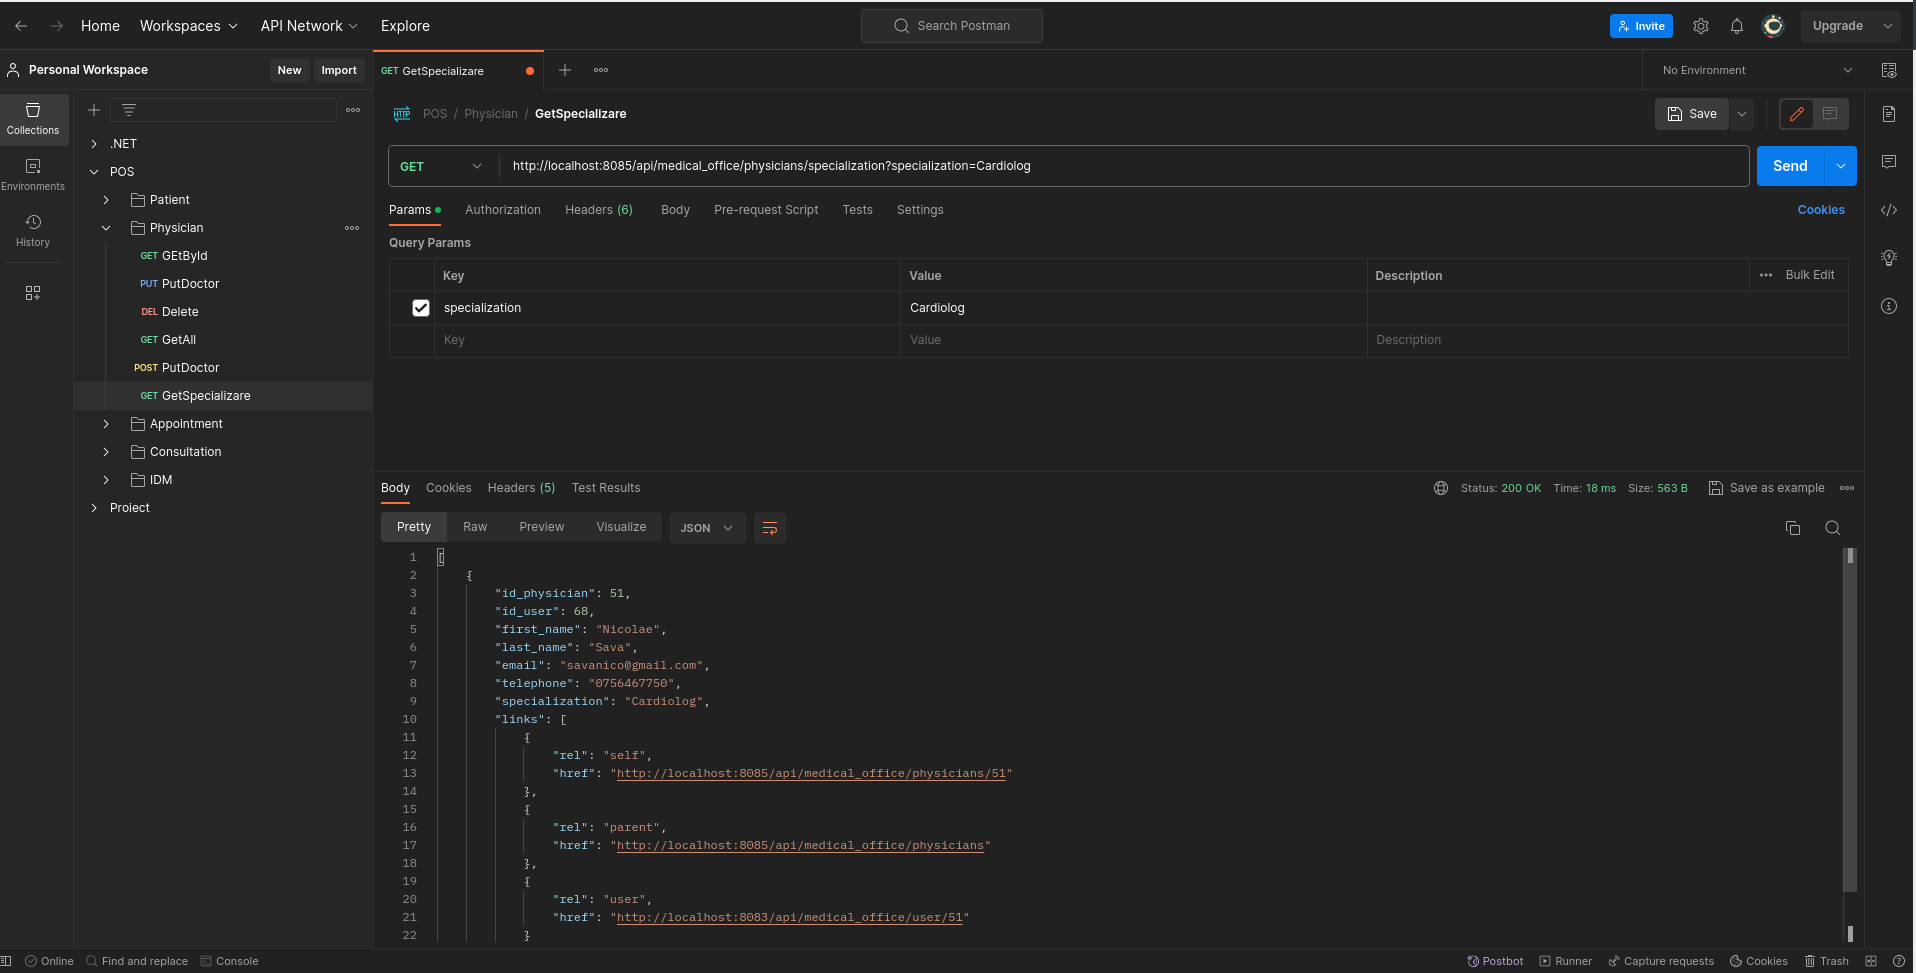 Home Workspaces API Network Explore Search Postman Invite Upgrade
Personal Workspace New Import GET GetSpecializare No Environment
Collections
Environments
History
.NET
POS
Patient
Physician
GET GEtById
PUT PutDoctor
DEL Delete
GET GetAll
POST PutDoctor
GET GetSpecializare
Appointment
Consultation
IDM
Proiect
HTTP POS / Physician / GetSpecializare Save
GET http://localhost:8085/api/medical_office/physicians/specialization?specialization=Cardiolog Send
Params Authorization Headers (6) Body Pre-request Script Tests Settings Cookies
Query Params
Key Value Description Bulk Edit
specialization Cardiolog
Key Value Description
Body Cookies Headers (5) Test Results Status: 200 OK Time: 18 ms Size: 563 B Save as example
Pretty Raw Preview Visualize JSON
1 [
2 {
3 "id_physician": 51,
4 "id_user": 68,
5 "first_name": "Nicolae",
6 "last_name": "Sava",
7 "email": "savanico@gmail.com",
8 "telephone": "0756467750",
9 "specialization": "Cardiolog",
10 "links": [
11 {
12 "rel": "self",
13 "href": "http://localhost:8085/api/medical_office/physicians/51"
14 },
15 {
16 "rel": "parent",
17 "href": "http://localhost:8085/api/medical_office/physicians"
18 },
19 {
20 "rel": "user",
21 "href": "http://localhost:8083/api/medical_office/user/51"
22 }
Online Find and replace Console Postbot Runner Capture requests Cookies Trash